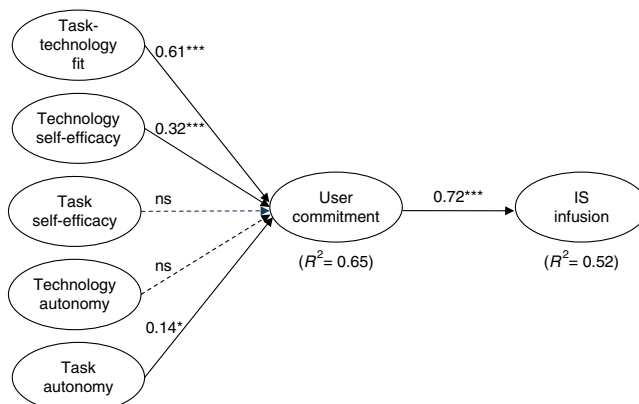 Task-
technology
fit
0.61***
Technology
self-efficacy
0.32***
Task
self-efficacy
ns
User
commitment
0.72***
IS
infusion
(R²= 0.65)
(R²= 0.52)
ns
Technology
autonomy
0.14*
Task
autonomy